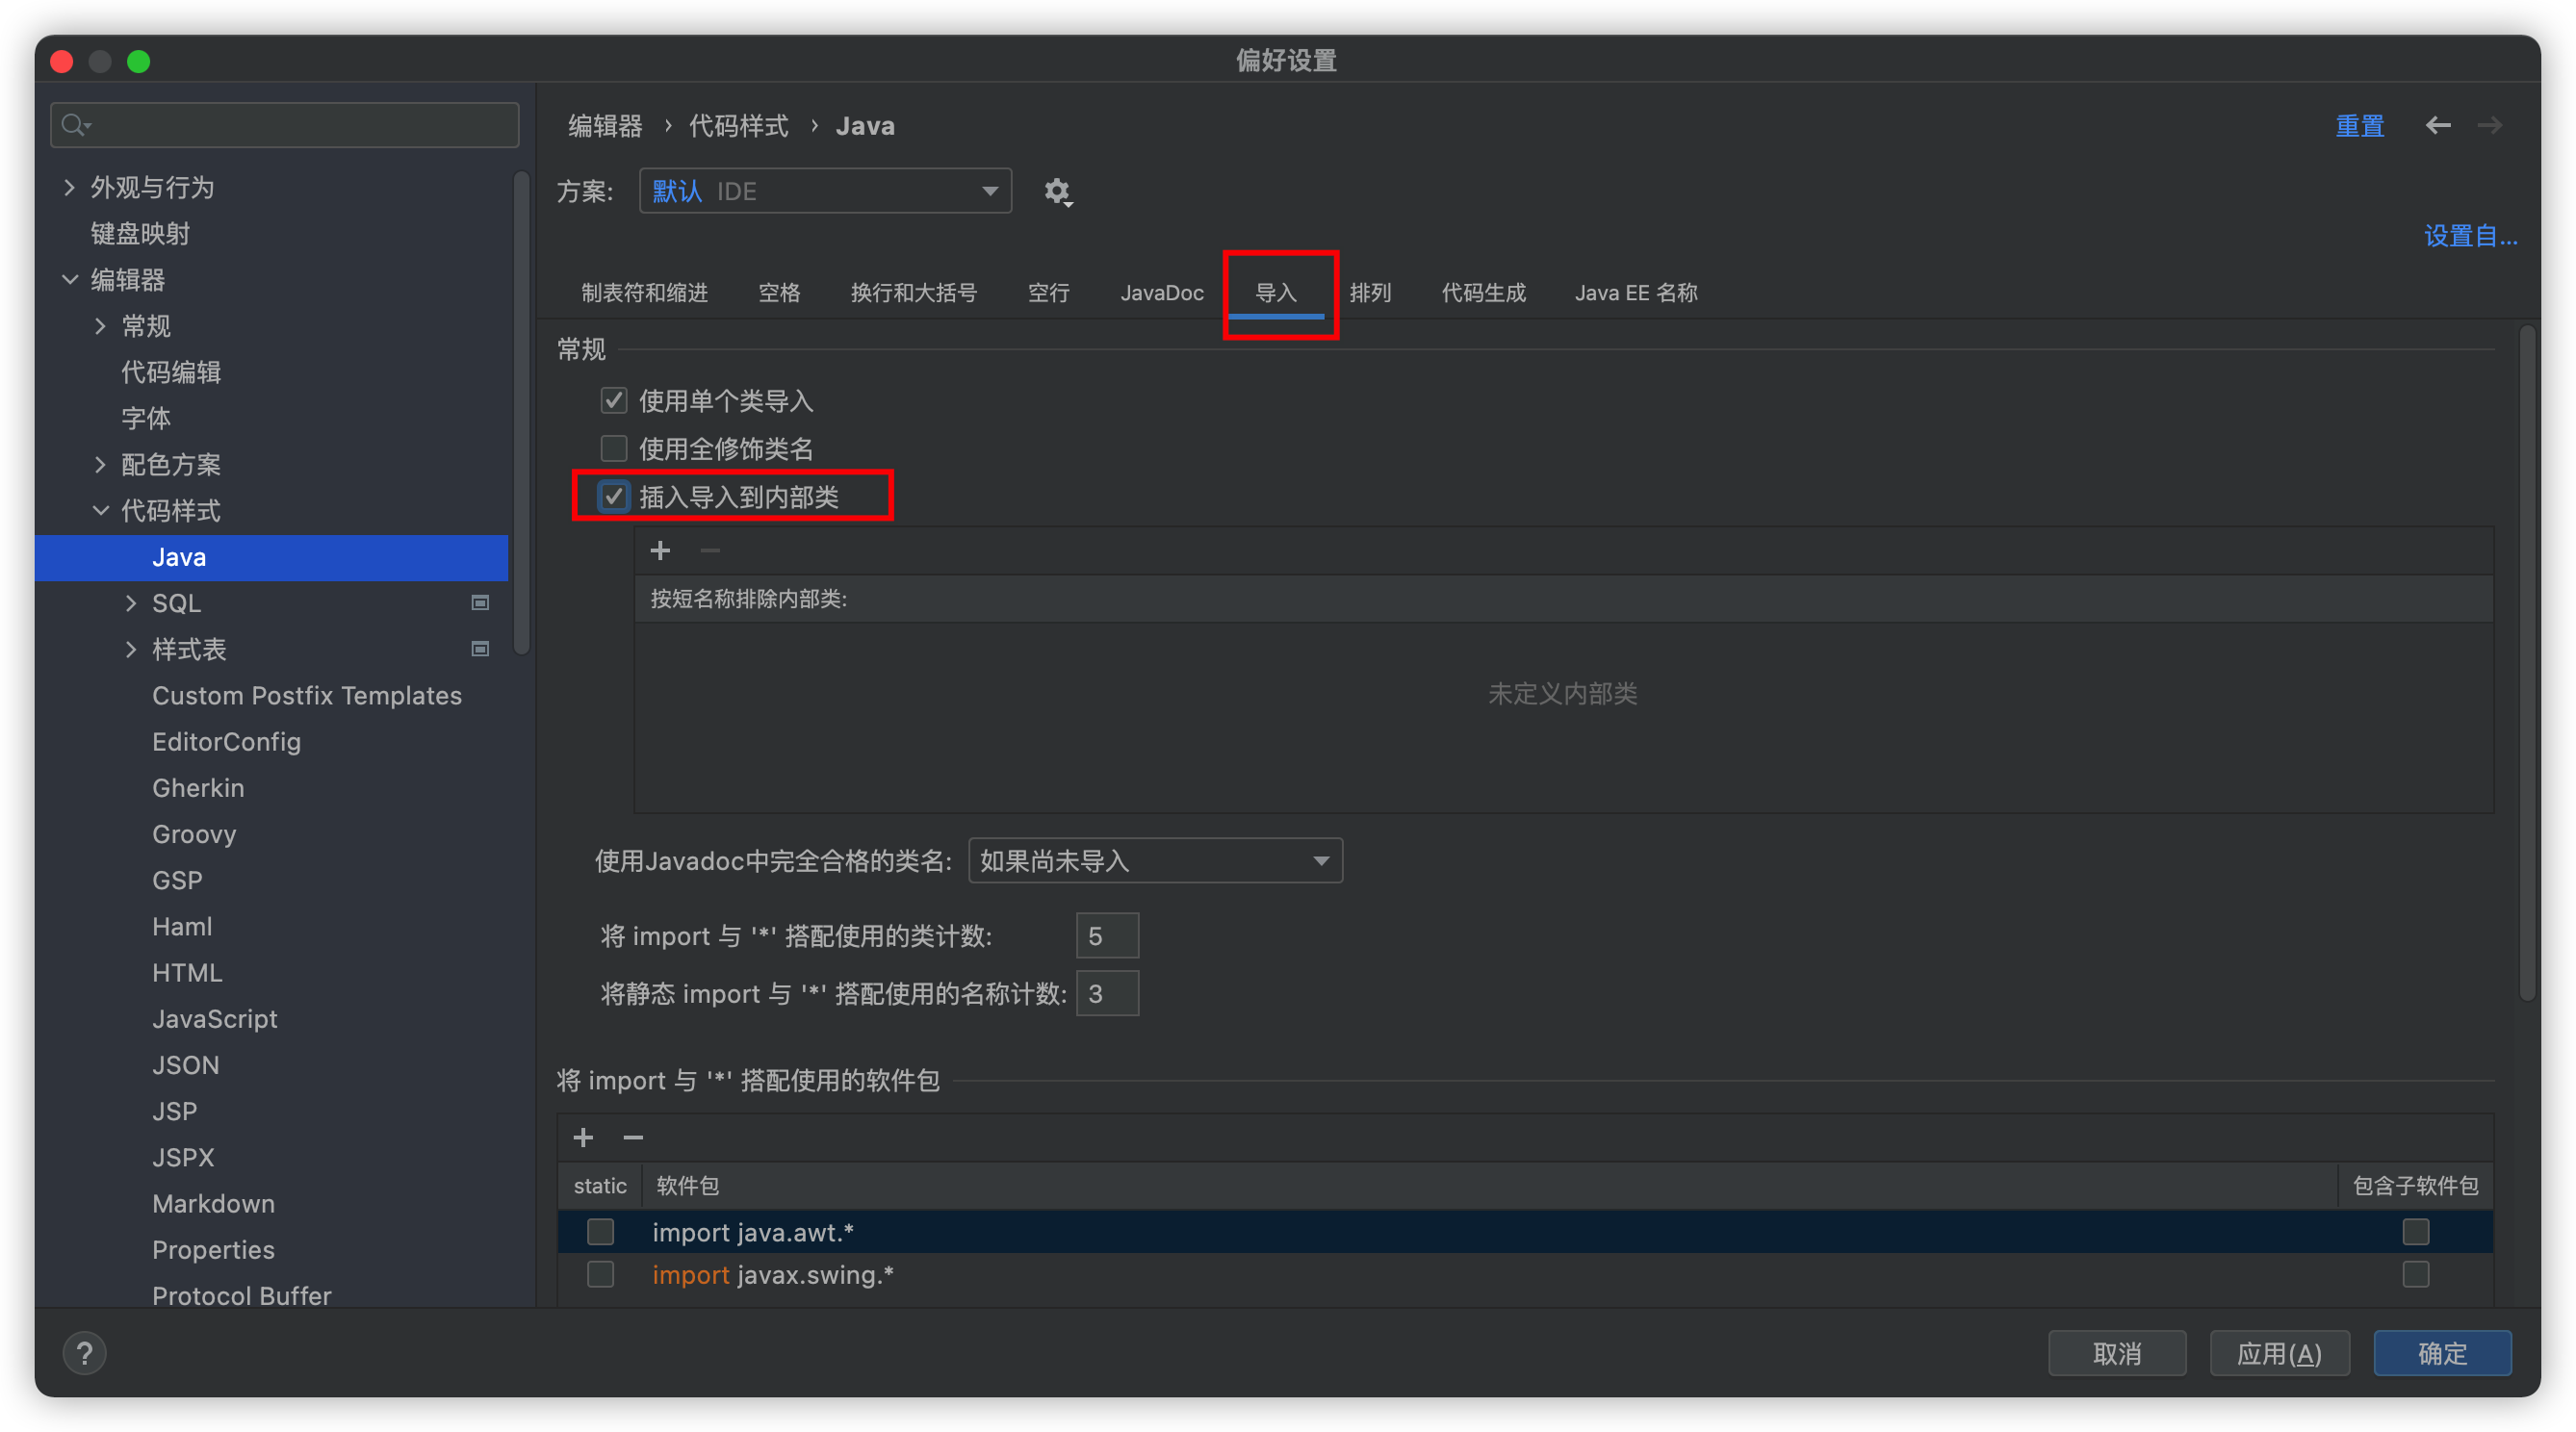 偏好设置
外观与行为
键盘映射
编辑器
常规
代码编辑
字体
配色方案
代码样式
Java
SQL
样式表
Custom Postfix Templates
EditorConfig
Gherkin
Groovy
GSP
Haml
HTML
JavaScript
JSON
JSP
JSPX
Markdown
Properties
Protocol Buffer
编辑器 › 代码样式 › Java
重置
方案: 默认 IDE
设置自...
制表符和缩进 空格 换行和大括号 空行 JavaDoc 导入 排列 代码生成 Java EE 名称
常规
使用单个类导入
使用全修饰类名
插入导入到内部类
按短名称排除内部类:
未定义内部类
使用Javadoc中完全合格的类名: 如果尚未导入
将 import 与 '*' 搭配使用的类计数: 5
将静态 import 与 '*' 搭配使用的名称计数: 3
将 import 与 '*' 搭配使用的软件包
static 软件包 包含子软件包
import java.awt.*
import javax.swing.*
? 取消 应用(A) 确定